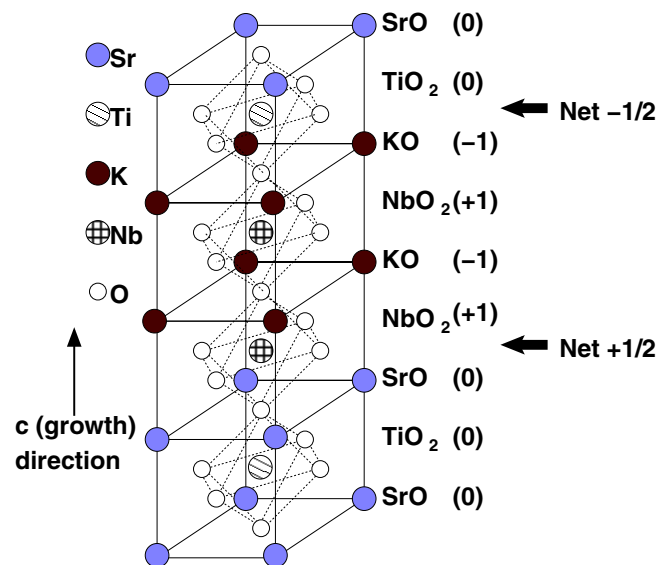 SrO (0)
Sr
TiO₂ (0)
Net −1/2
Ti
KO (−1)
K
NbO₂ (+1)
Nb
KO (−1)
O
NbO₂ (+1)
Net +1/2
SrO (0)
c (growth)
direction
TiO₂ (0)
SrO (0)